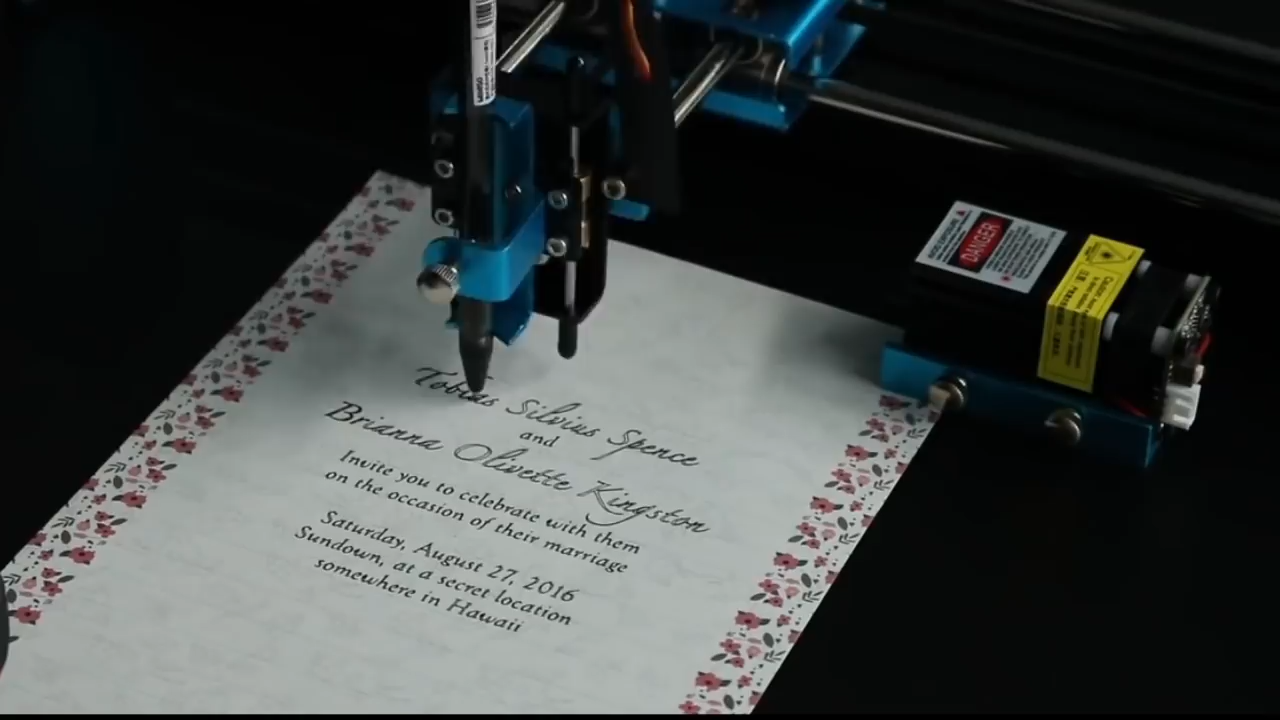 DANGER
Tobias Silvius Spence
and
Brianna Olivette Kingston
Invite you to celebrate with them
on the occasion of their marriage
Saturday, August 27, 2016
Sundown, at a secret location
somewhere in Hawaii